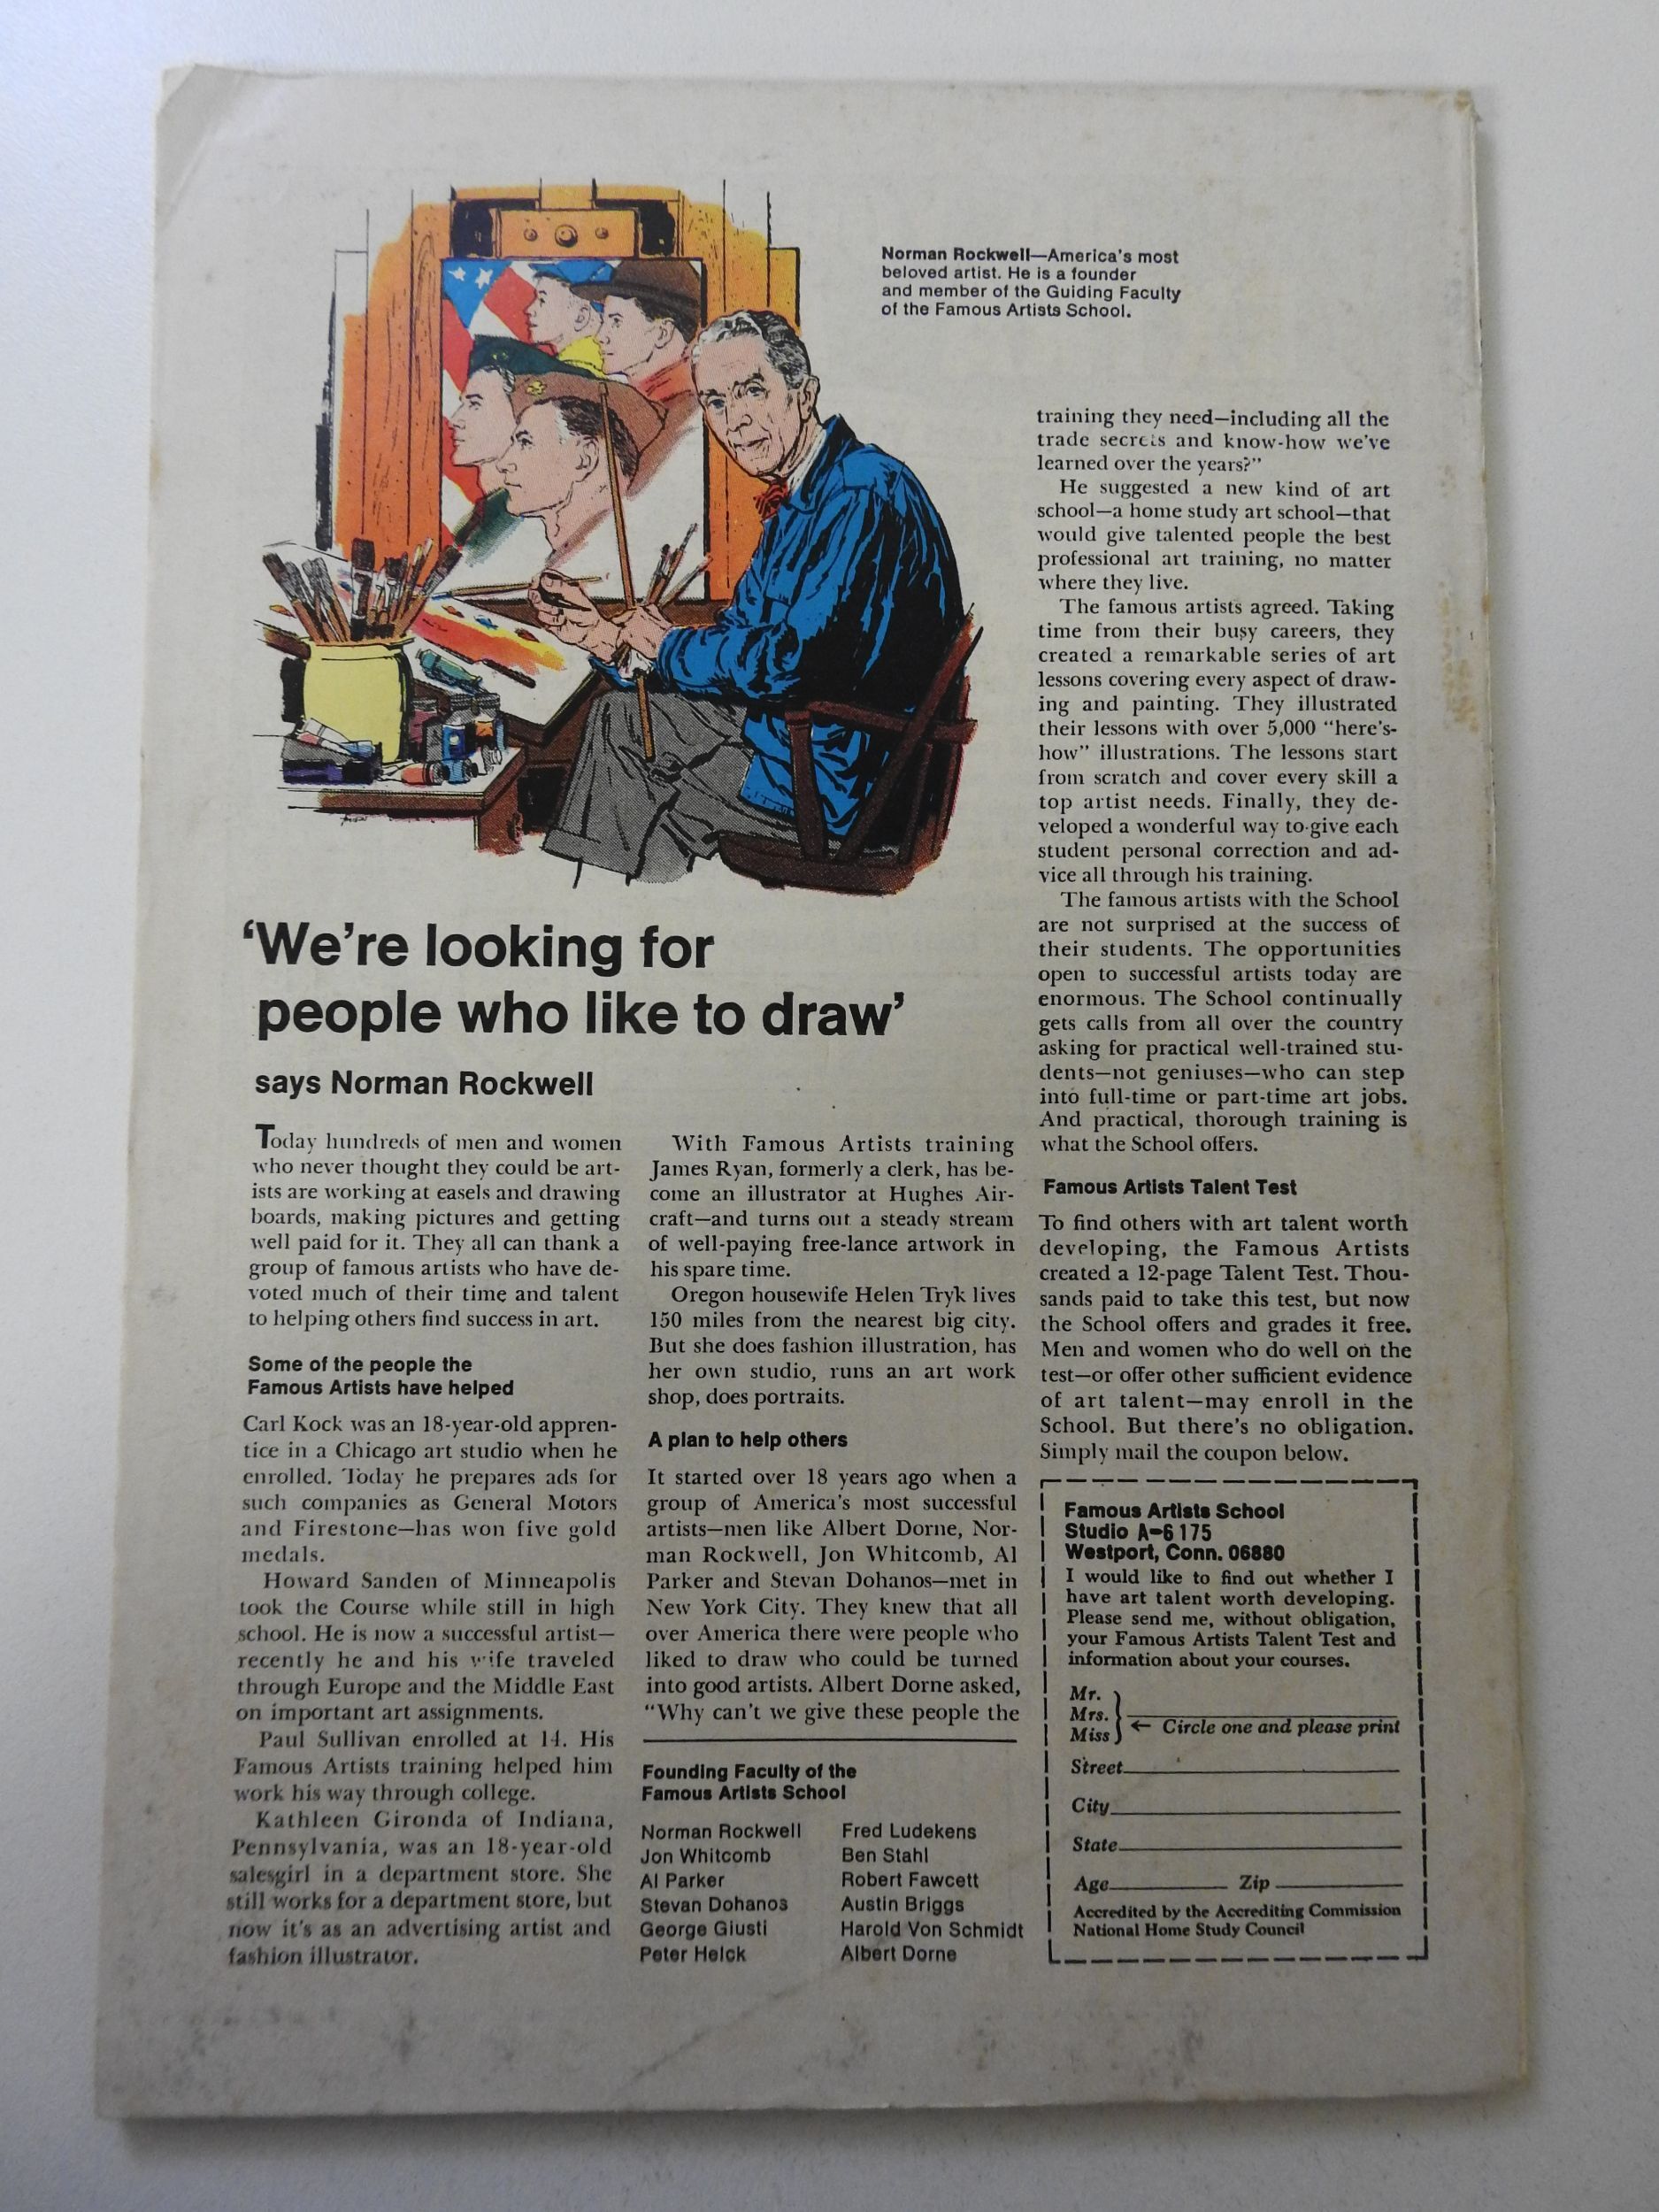 Norman Rockwell—America's most
beloved artist. He is a founder
and member of the Guiding Faculty
of the Famous Artists School.
'We're looking for
people who like to draw'
says Norman Rockwell
Today hundreds of men and women
who never thought they could be art-
ists are working at easels and drawing
boards, making pictures and getting
well paid for it. They all can thank a
group of famous artists who have de-
voted much of their time and talent
to helping others find success in art.
Some of the people the
Famous Artists have helped
Carl Kock was an 18-year-old appren-
tice in a Chicago art studio when he
enrolled. Today he prepares ads for
such companies as General Motors
and Firestone—has won five gold
medals.
Howard Sanden of Minneapolis
took the Course while still in high
school. He is now a successful artist—
recently he and his wife traveled
through Europe and the Middle East
on important art assignments.
Paul Sullivan enrolled at 14. His
Famous Artists training helped him
work his way through college.
Kathleen Gironda of Indiana,
Pennsylvania, was an 18-year-old
salesgirl in a department store. She
still works for a department store, but
now it's as an advertising artist and
fashion illustrator.
With Famous Artists training
James Ryan, formerly a clerk, has be-
come an illustrator at Hughes Air-
craft—and turns out a steady stream
of well-paying free-lance artwork in
his spare time.
Oregon housewife Helen Tryk lives
150 miles from the nearest big city.
But she does fashion illustration, has
her own studio, runs an art work
shop, does portraits.
A plan to help others
It started over 18 years ago when a
group of America's most successful
artists—men like Albert Dorne, Nor-
man Rockwell, Jon Whitcomb, Al
Parker and Stevan Dohanos—met in
New York City. They knew that all
over America there were people who
liked to draw who could be turned
into good artists. Albert Dorne asked,
"Why can't we give these people the
Founding Faculty of the
Famous Artists School
Norman Rockwell
Jon Whitcomb
Al Parker
Stevan Dohanos
George Giusti
Peter Helck
Fred Ludekens
Ben Stahl
Robert Fawcett
Austin Briggs
Harold Von Schmidt
Albert Dorne
training they need—including all the
trade secrets and know-how we've
learned over the years?"
He suggested a new kind of art
school—a home study art school—that
would give talented people the best
professional art training, no matter
where they live.
The famous artists agreed. Taking
time from their busy careers, they
created a remarkable series of art
lessons covering every aspect of draw-
ing and painting. They illustrated
their lessons with over 5,000 "here's-
how" illustrations. The lessons start
from scratch and cover every skill a
top artist needs. Finally, they de-
veloped a wonderful way to give each
student personal correction and ad-
vice all through his training.
The famous artists with the School
are not surprised at the success of
their students. The opportunities
open to successful artists today are
enormous. The School continually
gets calls from all over the country
asking for practical well-trained stu-
dents—not geniuses—who can step
into full-time or part-time art jobs.
And practical, thorough training is
what the School offers.
Famous Artists Talent Test
To find others with art talent worth
developing, the Famous Artists
created a 12-page Talent Test. Thou-
sands paid to take this test, but now
the School offers and grades it free.
Men and women who do well on the
test—or offer other sufficient evidence
of art talent—may enroll in the
School. But there's no obligation.
Simply mail the coupon below.
Famous Artists School
Studio A-6175
Westport, Conn. 06880
I would like to find out whether I
have art talent worth developing.
Please send me, without obligation,
your Famous Artists Talent Test and
information about your courses.
Mr.
Mrs.
Miss ← Circle one and please print
Street
City
State
Age Zip
Accredited by the Accrediting Commission
National Home Study Council